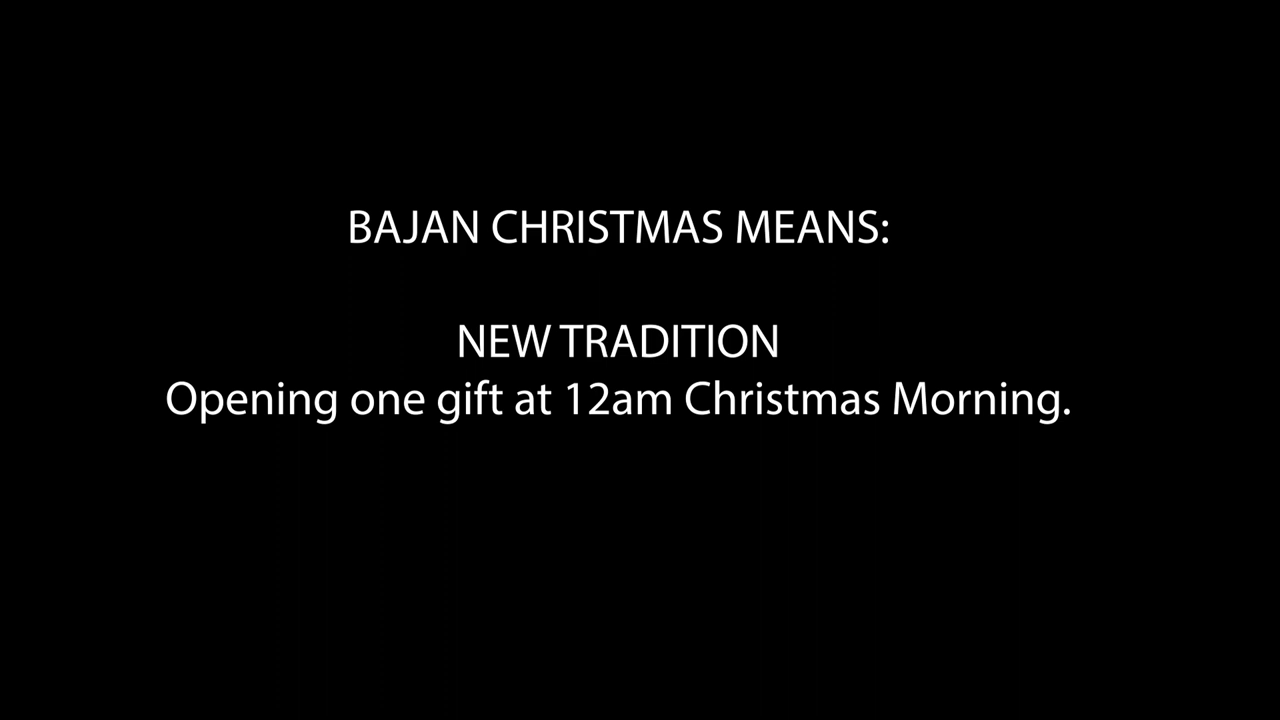 BAJAN CHRISTMAS MEANS:
NEW TRADITION
Opening one gift at 12am Christmas Morning.